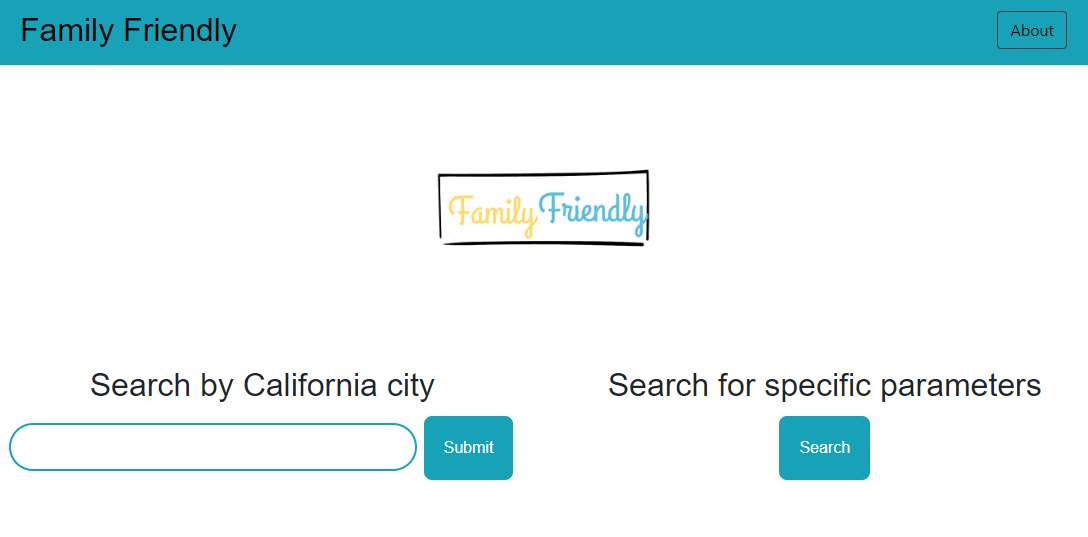 Family Friendly
About
Family Friendly
Search by California city
Search for specific parameters
Submit
Search